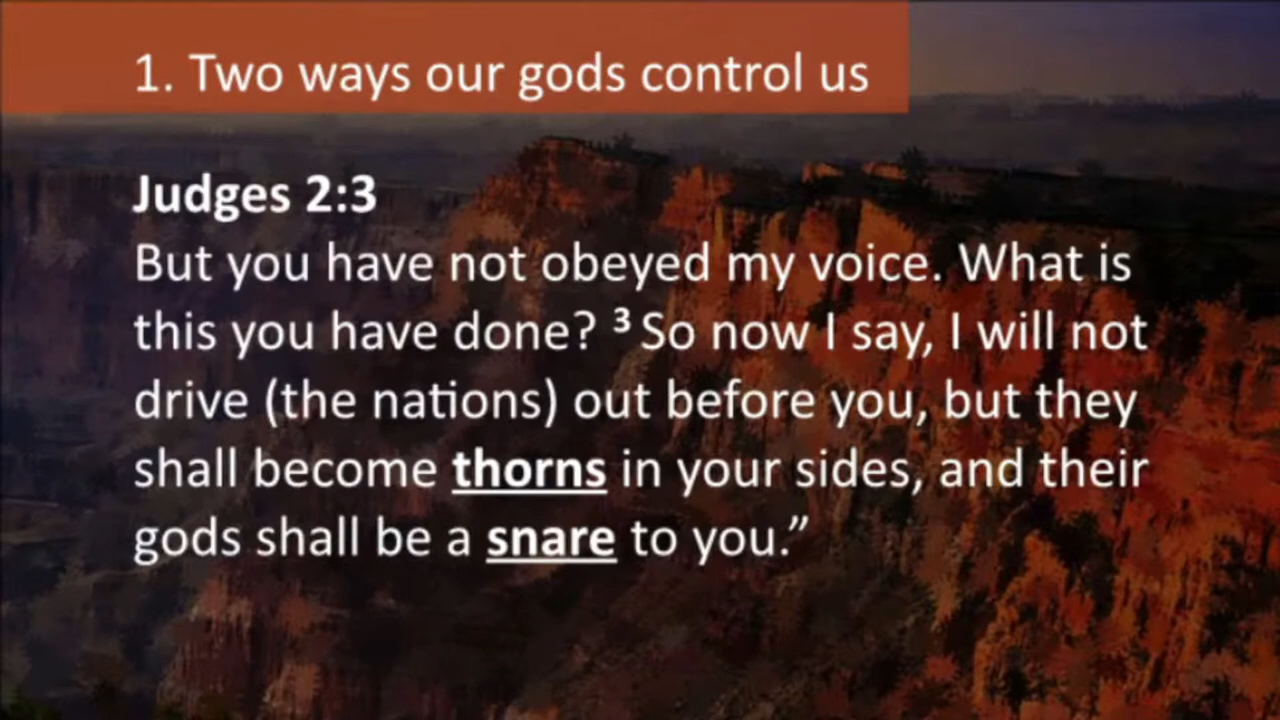 1. Two ways our gods control us
Judges 2:3
But you have not obeyed my voice. What is
this you have done? ³ So now I say, I will not
drive (the nations) out before you, but they
shall become thorns in your sides, and their
gods shall be a snare to you.”